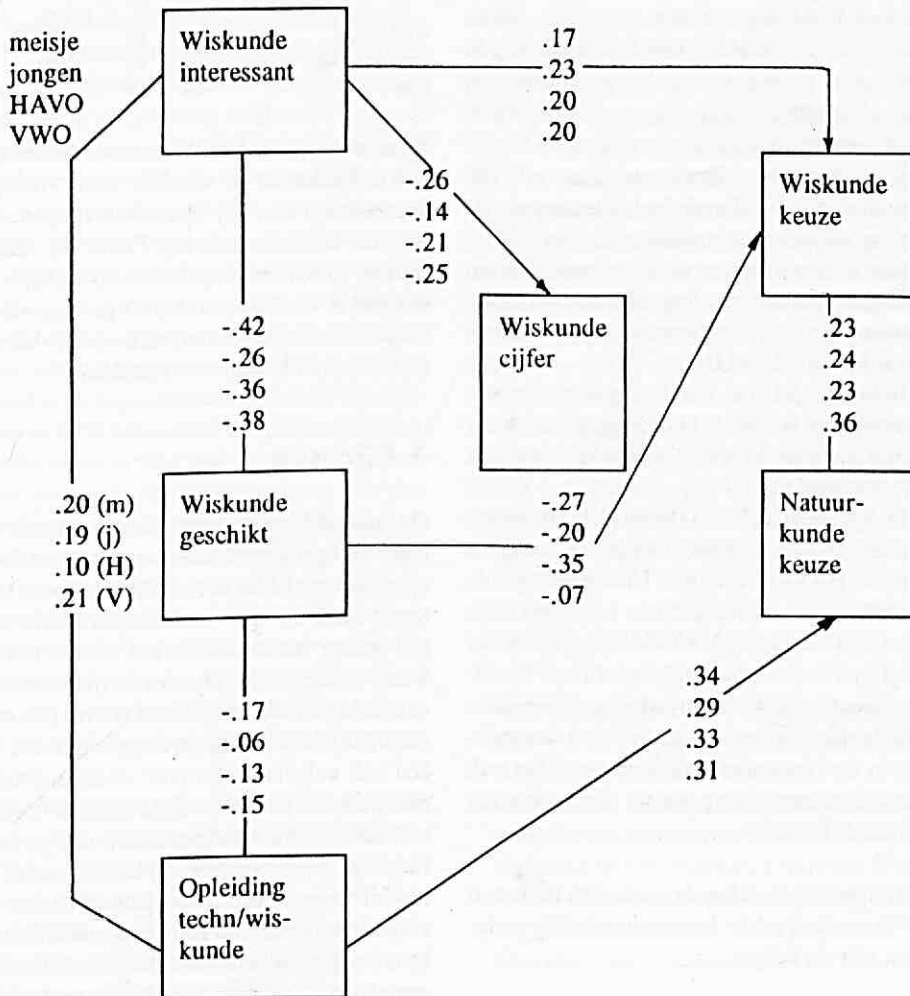 meisje
jongen
HAVO
VWO
Wiskunde
interessant
.17
.23
.20
.20
Wiskunde
keuze
-.26
-.14
-.21
-.25
Wiskunde
cijfer
-.42
-.26
-.36
-.38
.23
.24
.23
.36
.20 (m)
.19 (j)
.10 (H)
.21 (V)
Wiskunde
geschikt
-.27
-.20
-.35
-.07
Natuur-
kunde
keuze
-.17
-.06
-.13
-.15
.34
.29
.33
.31
Opleiding
techn/wis-
kunde